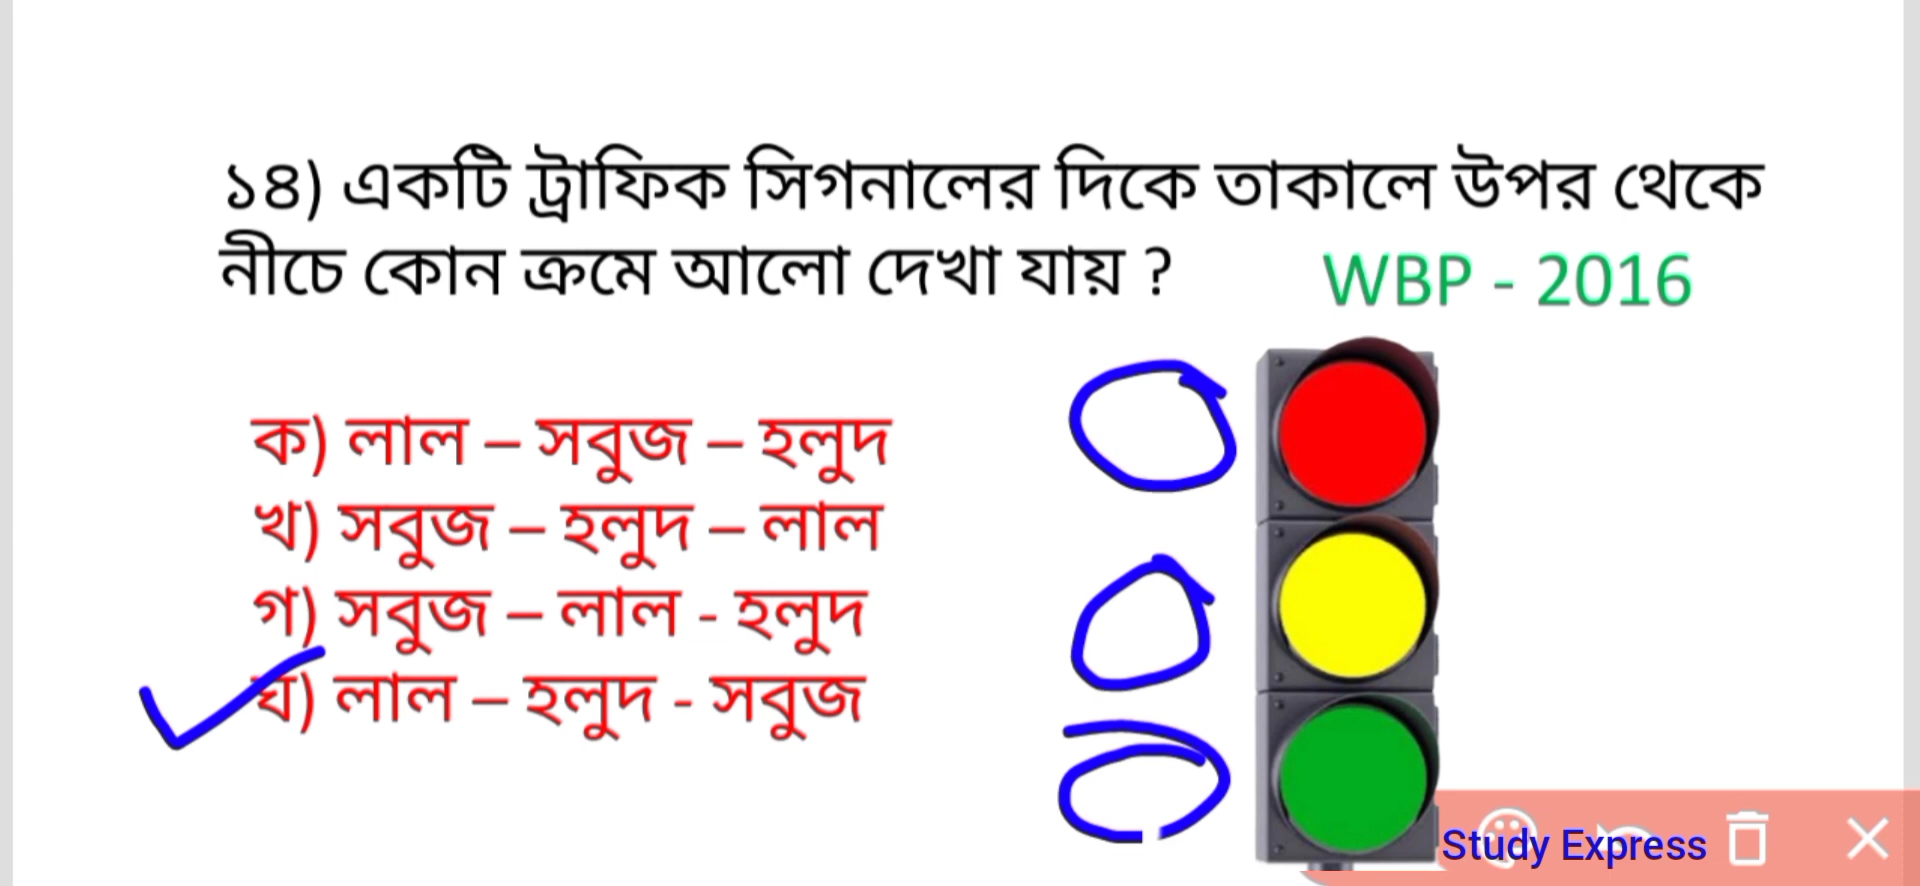 ১৪) একটি ট্রাফিক সিগনালের দিকে তাকালে উপর থেকে
নীচে কোন ক্রমে আলো দেখা যায় ?
WBP - 2016
ক) লাল – সবুজ – হলুদ
খ) সবুজ – হলুদ – লাল
গ) সবুজ – লাল - হলুদ
ঘ) লাল – হলুদ - সবুজ
Study Express